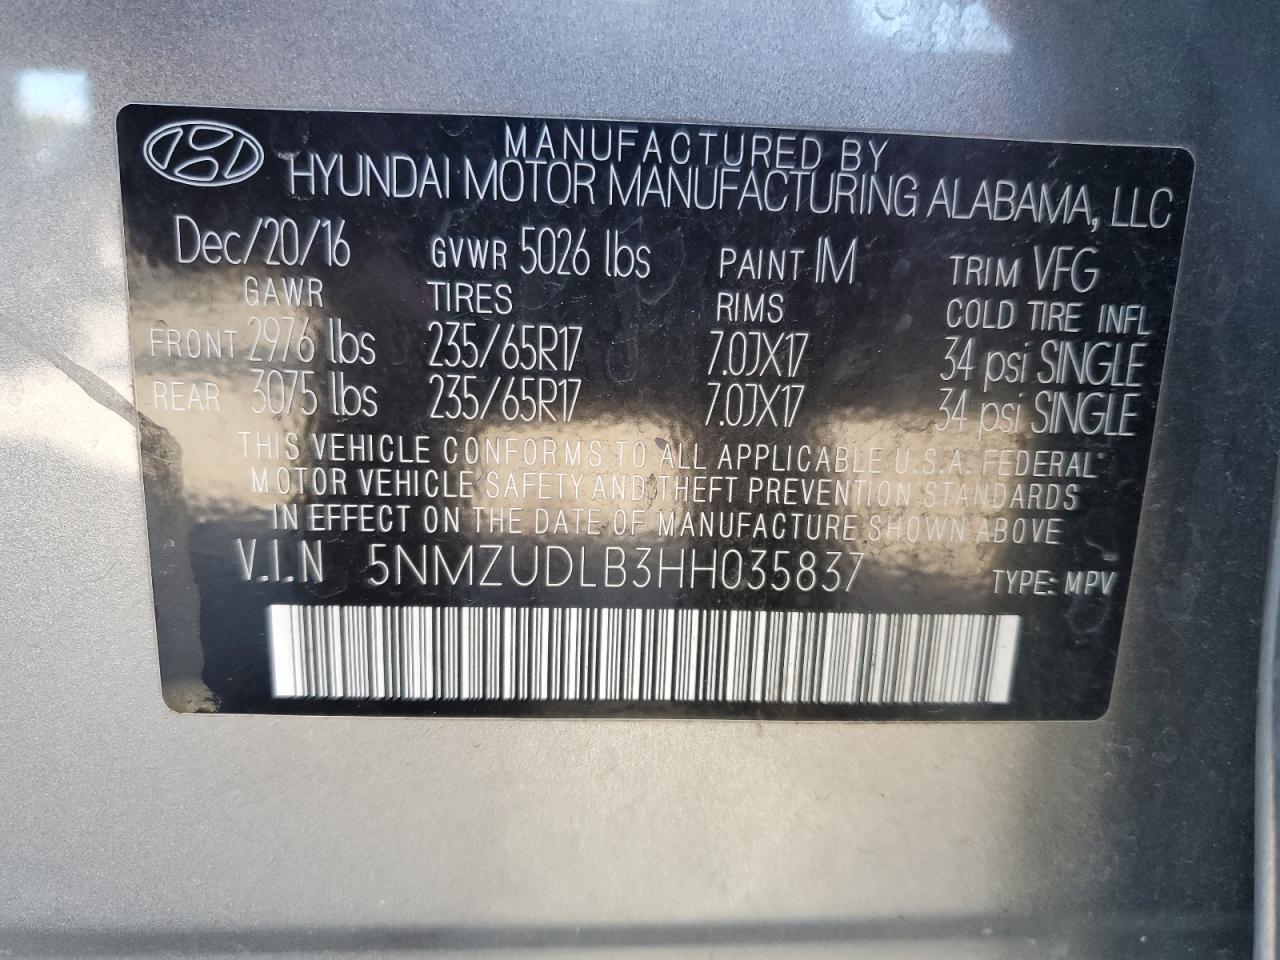 MANUFACTURED BY
HYUNDAI MOTOR MANUFACTURING ALABAMA, LLC
Dec/20/16 GVWR 5026 lbs PAINT IM TRIM VFG
GAWR TIRES RIMS COLD TIRE INFL
FRONT 2976 lbs 235/65R17 7.0JX17 34 psi SINGLE
REAR 3075 lbs 235/65R17 7.0JX17 34 psi SINGLE
THIS VEHICLE CONFORMS TO ALL APPLICABLE U.S.A. FEDERAL
MOTOR VEHICLE SAFETY AND THEFT PREVENTION STANDARDS
IN EFFECT ON THE DATE OF MANUFACTURE SHOWN ABOVE
V.I.N 5NMZUDLB3HH035837 TYPE: MPV